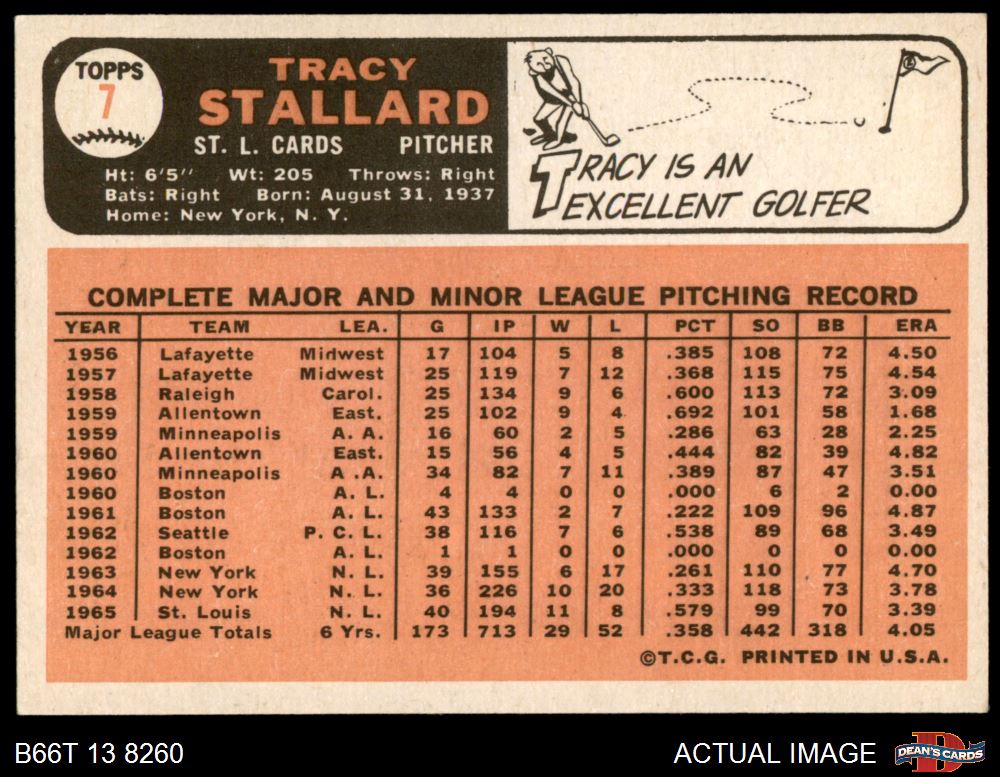 TOPPS
7
TRACY
STALLARD
ST. L. CARDS PITCHER
Ht: 6'5'' Wt: 205 Throws: Right
Bats: Right Born: August 31, 1937
Home: New York, N. Y.
TRACY IS AN
EXCELLENT GOLFER
COMPLETE MAJOR AND MINOR LEAGUE PITCHING RECORD
YEAR TEAM LEA. G IP W L PCT SO BB ERA
1956 Lafayette Midwest 17 104 5 8 .385 108 72 4.50
1957 Lafayette Midwest 25 119 7 12 .368 115 75 4.54
1958 Raleigh Carol. 25 134 9 6 .600 113 72 3.09
1959 Allentown East. 25 102 9 4 .692 101 58 1.68
1959 Minneapolis A. A. 16 60 2 5 .286 63 28 2.25
1960 Allentown East. 15 56 4 5 .444 82 39 4.82
1960 Minneapolis A .A. 34 82 7 11 .389 87 47 3.51
1960 Boston A. L. 4 4 0 0 .000 6 2 0.00
1961 Boston A. L. 43 133 2 7 .222 109 96 4.87
1962 Seattle P. C. L. 38 116 7 6 .538 89 68 3.49
1962 Boston A. L. 1 1 0 0 .000 0 0 0.00
1963 New York N. L. 39 155 6 17 .261 110 77 4.70
1964 New York N. L. 36 226 10 20 .333 118 73 3.78
1965 St. Louis N. L. 40 194 11 8 .579 99 70 3.39
Major League Totals 6 Yrs. 173 713 29 52 .358 442 318 4.05
©T.C.G. PRINTED IN U.S.A.
B66T 13 8260 ACTUAL IMAGE DEAN'S CARDS